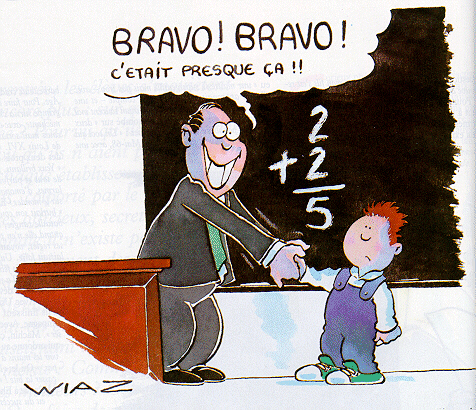 BRAVO! BRAVO!
C'ETAIT PRESQUE ÇA !!
2
+ 2
5
WIAZ